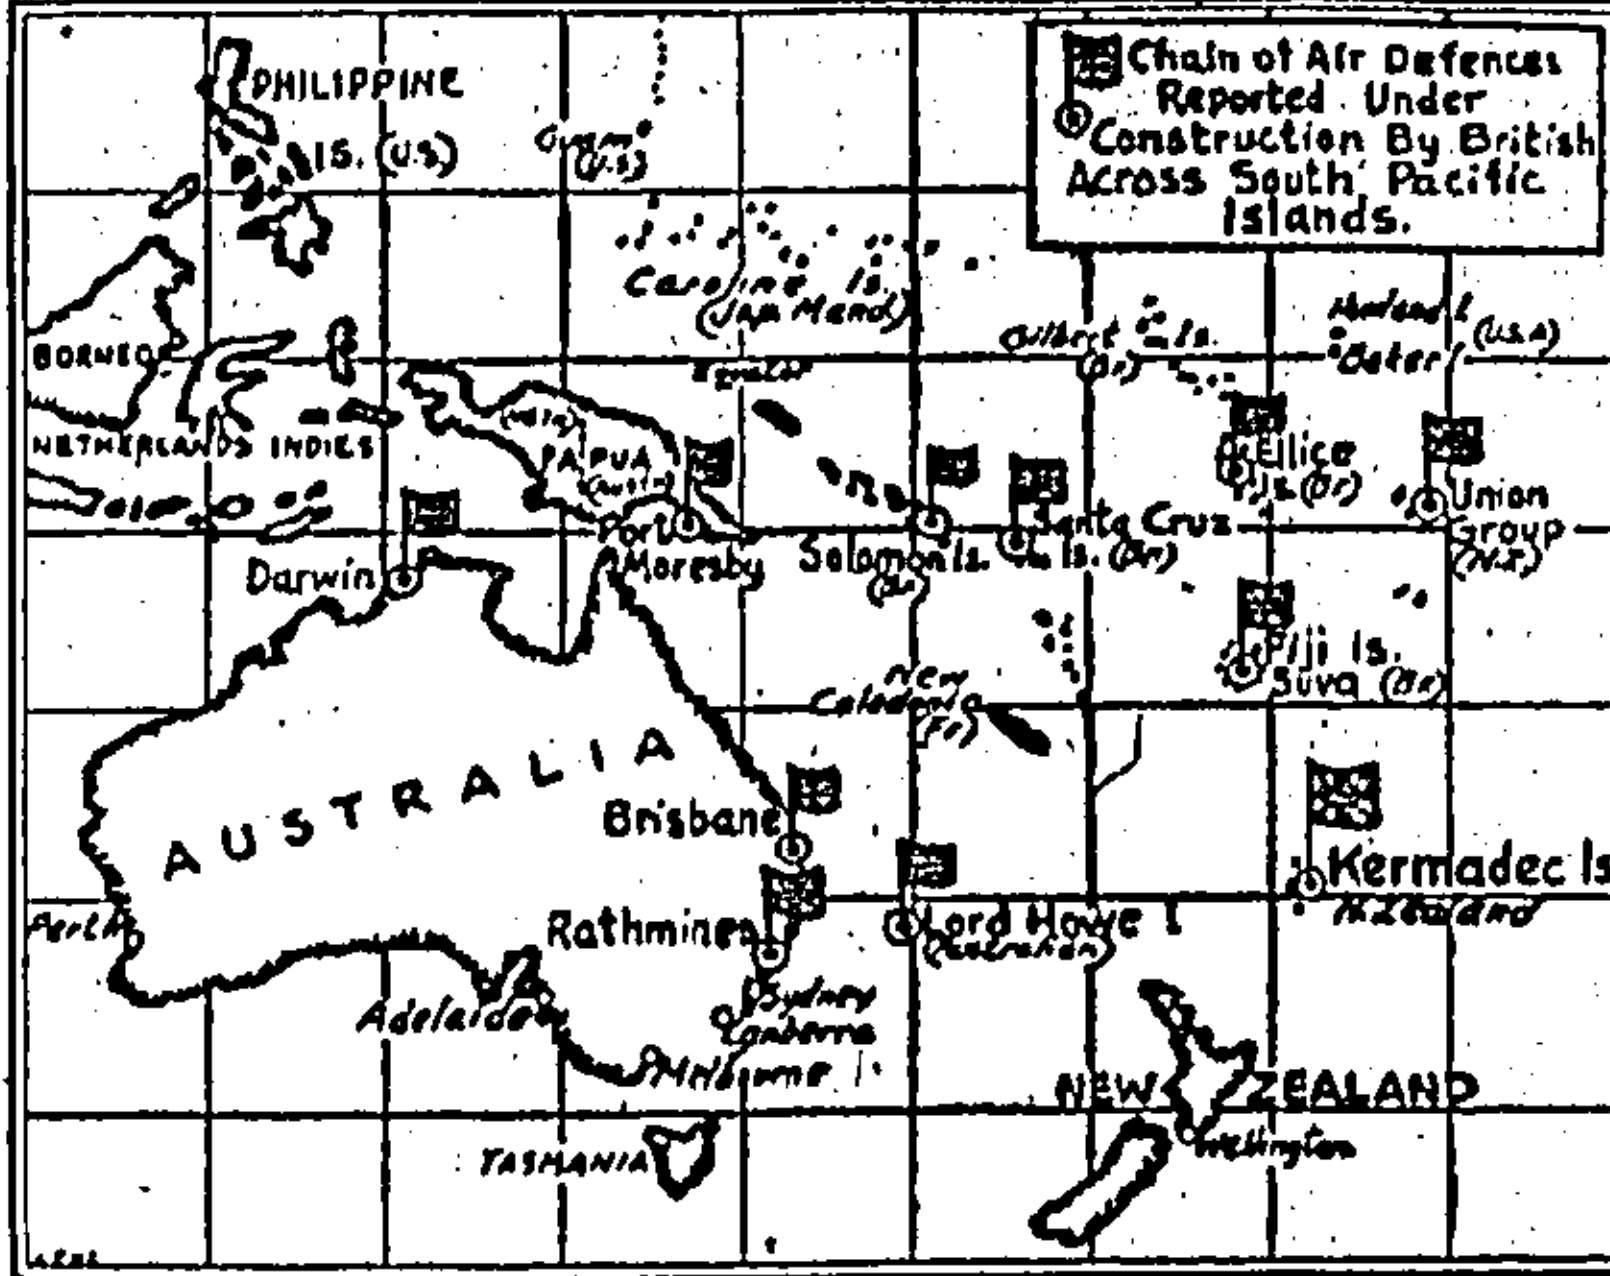 Chain of Air Defences
Reported Under
Construction By British
Across South Pacific
Islands.
PHILIPPINE
IS. (U.S.)
Guam
(U.S)
Caroline Is.
(Jap. Mand)
Gilbert Is.
(Br)
Howland I
Baker I (U.S.A)
BORNEO
Equator
NETHERLANDS INDIES
PAPUA
Port
Moresby
Ellice
Is. (Br)
Union
Group
(N.Z)
Solomon Is.
(Br)
Santa Cruz
Is. (Br)
Darwin
Fiji Is.
Suva (Br)
New
Caledonia
(Fr)
AUSTRALIA
Brisbane
Kermadec Is
N. Zealand
Perth
Rathmines
Lord Howe I
(Australian)
Adelaide
Sydney
Canberra
Melbourne
NEW ZEALAND
Wellington
TASMANIA